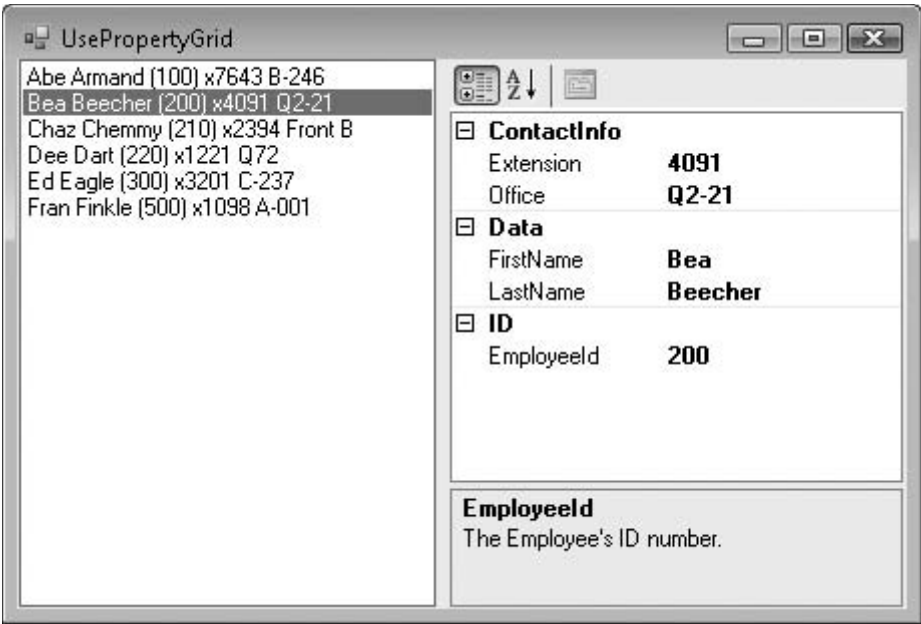 UsePropertyGrid
Abe Armand (100) x7643 B-246
Bea Beecher (200) x4091 Q2-21
Chaz Chemmy (210) x2394 Front B
Dee Dart (220) x1221 Q72
Ed Eagle (300) x3201 C-237
Fran Finkle (500) x1098 A-001
A
Z
ContactInfo
Extension 4091
Office Q2-21
Data
FirstName Bea
LastName Beecher
ID
EmployeeId 200
EmployeeId
The Employee's ID number.